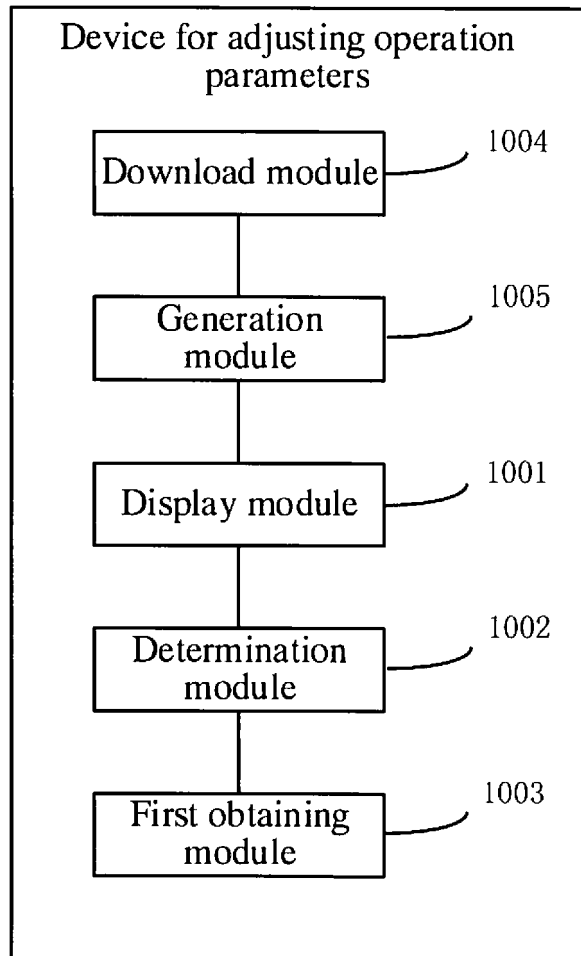 Device for adjusting operation
parameters
Download module
1004
Generation
module
1005
Display module
1001
Determination
module
1002
First obtaining
module
1003